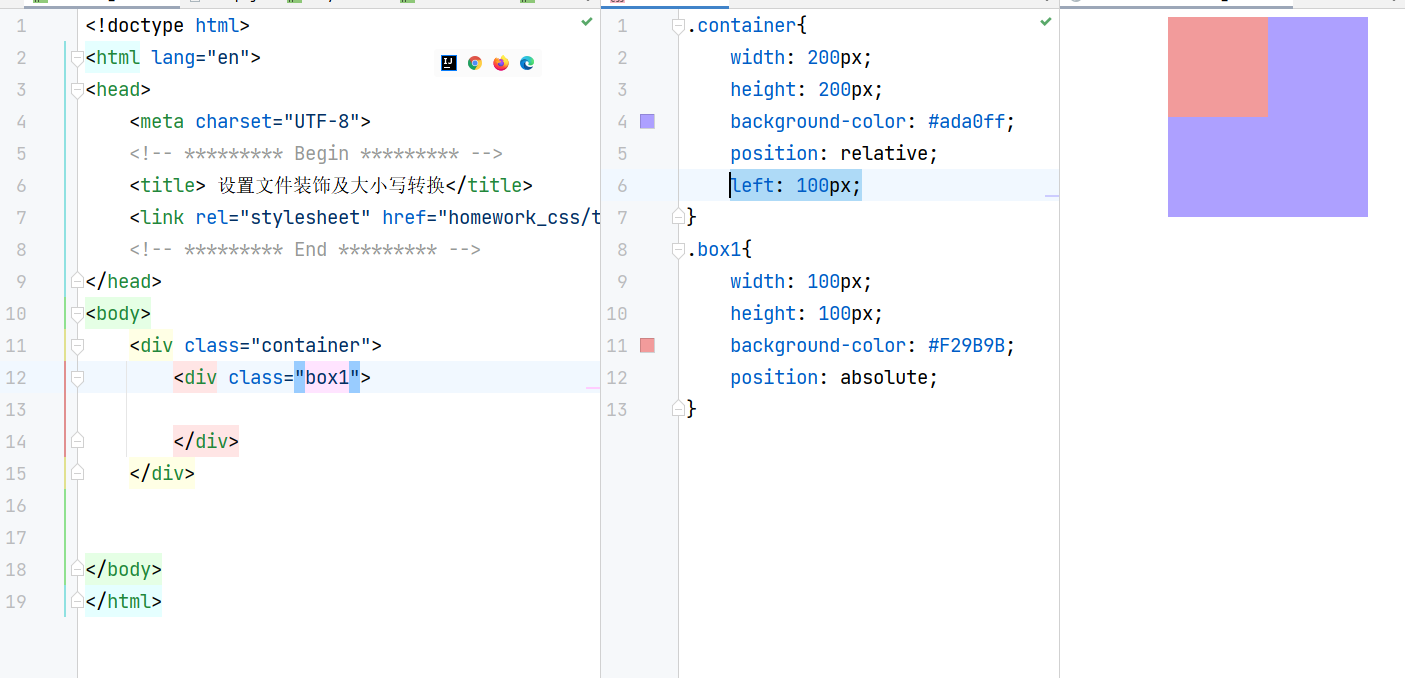 1 <!doctype html>
2 <html lang="en">
3 <head>
4 <meta charset="UTF-8">
5 <!-- ********* Begin ********* -->
6 <title> 设置文件装饰及大小写转换</title>
7 <link rel="stylesheet" href="homework_css/t
8 <!-- ********* End ********* -->
9 </head>
10 <body>
11 <div class="container">
12 <div class="box1">
13
14 </div>
15 </div>
16
17
18 </body>
19 </html>
1 .container{
2 width: 200px;
3 height: 200px;
4 background-color: #ada0ff;
5 position: relative;
6 left: 100px;
7 }
8 .box1{
9 width: 100px;
10 height: 100px;
11 background-color: #F29B9B;
12 position: absolute;
13 }